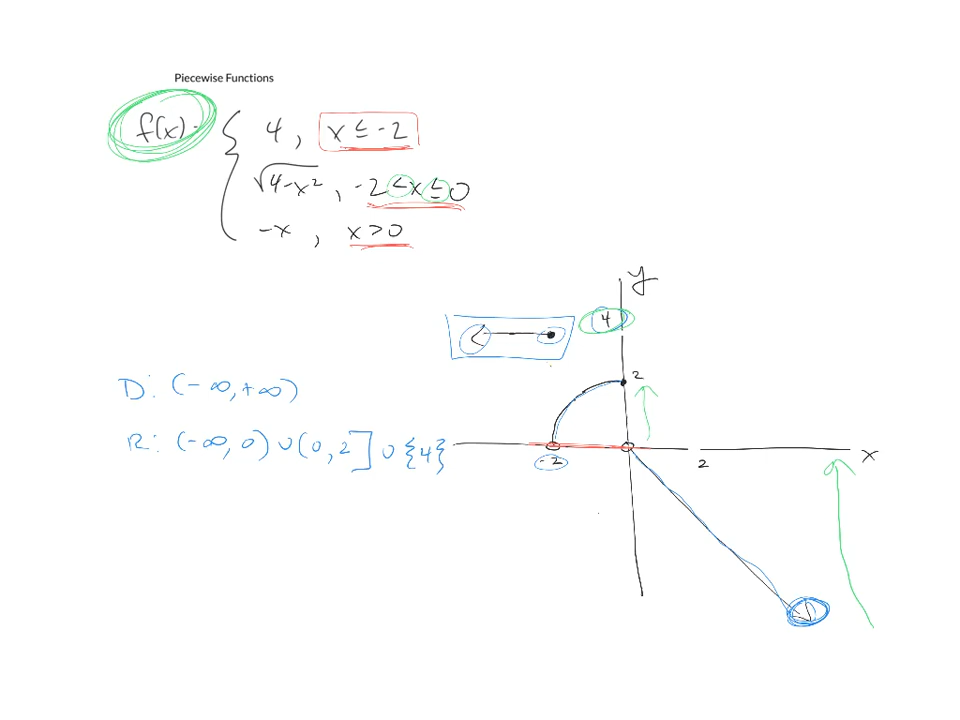 Piecewise Functions
f(x) = { 4, x ≤ -2
√4-x², -2 < x ≤ 0
-x, x > 0
y
4
2
D: (-∞, +∞)
R: (-∞, 0) ∪ (0, 2] ∪ {4}
-2
2
x